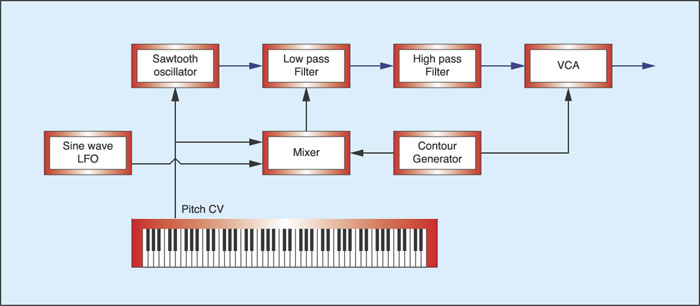 Sawtooth
oscillator
Low pass
Filter
High pass
Filter
VCA
Sine wave
LFO
Mixer
Contour
Generator
Pitch CV